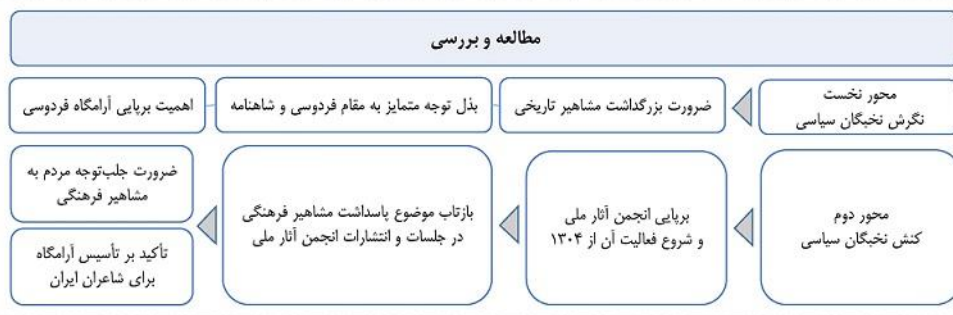 مطالعه و بررسی
محور نخست
نگرش نخبگان سیاسی
ضرورت بزرگداشت مشاهیر تاریخی
بذل توجه متمایز به مقام فردوسی و شاهنامه
اهمیت برپایی آرامگاه فردوسی
محور دوم
کنش نخبگان سیاسی
برپایی انجمن آثار ملی
و شروع فعالیت آن از ۱۳۰۴
بازتاب موضوع پاسداشت مشاهیر فرهنگی
در جلسات و انتشارات انجمن آثار ملی
ضرورت جلب‌توجه مردم به
مشاهیر فرهنگی
تأکید بر تأسیس آرامگاه
برای شاعران ایران